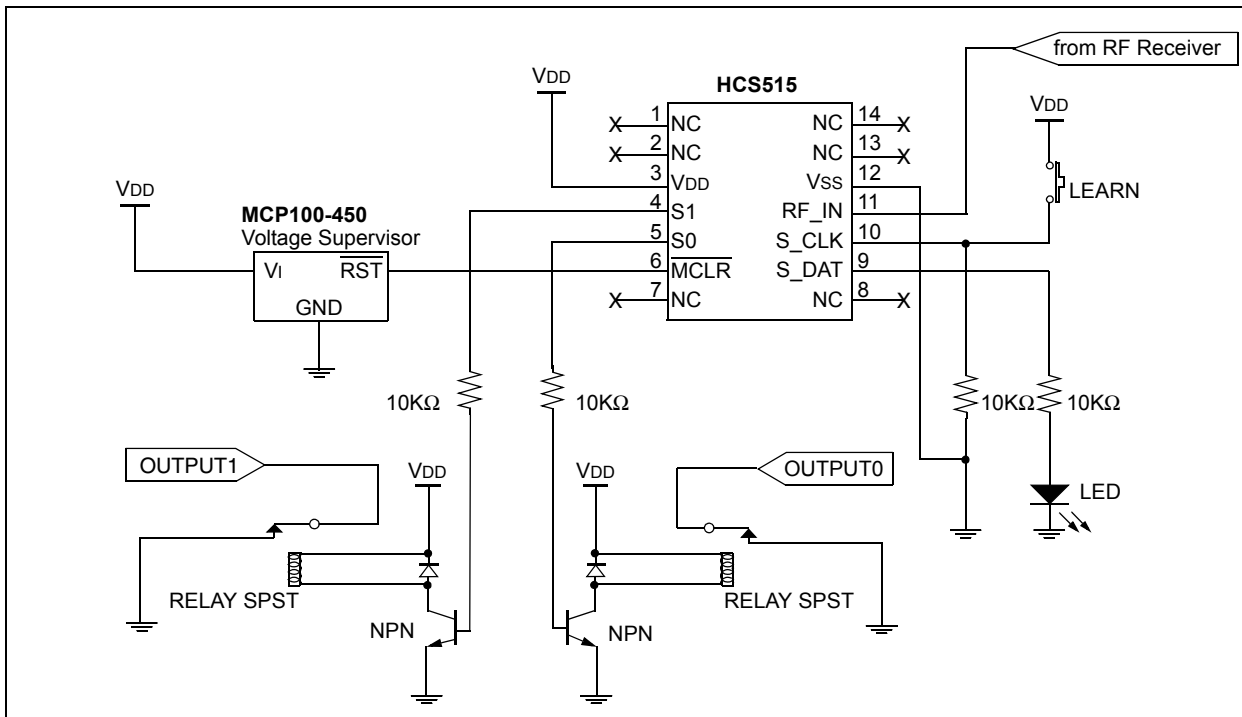 from RF Receiver
VDD
HCS515
VDD
1 NC
NC 14
2 NC
NC 13
3 VDD
VSS 12
LEARN
VDD
4 S1
RF_IN 11
MCP100-450
Voltage Supervisor
5 S0
S_CLK 10
VI
RST
6 MCLR
S_DAT 9
7 NC
NC 8
GND
10KΩ
10KΩ
10KΩ
10KΩ
OUTPUT1
VDD
VDD
OUTPUT0
LED
RELAY SPST
RELAY SPST
NPN
NPN
X
X
X
X
X
X